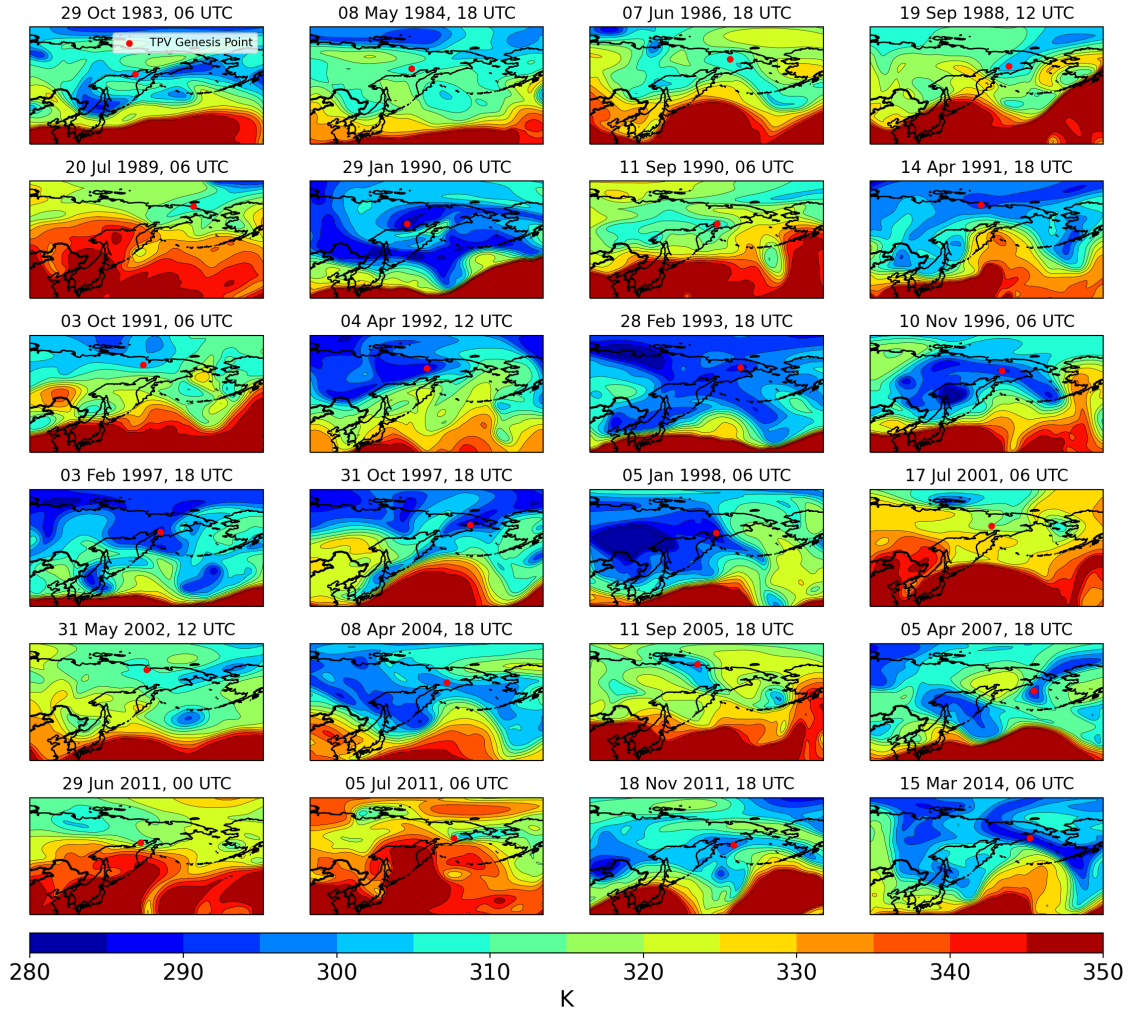 29 Oct 1983, 06 UTC
08 May 1984, 18 UTC
07 Jun 1986, 18 UTC
19 Sep 1988, 12 UTC
TPV Genesis Point
20 Jul 1989, 06 UTC
29 Jan 1990, 06 UTC
11 Sep 1990, 06 UTC
14 Apr 1991, 18 UTC
03 Oct 1991, 06 UTC
04 Apr 1992, 12 UTC
28 Feb 1993, 18 UTC
10 Nov 1996, 06 UTC
03 Feb 1997, 18 UTC
31 Oct 1997, 18 UTC
05 Jan 1998, 06 UTC
17 Jul 2001, 06 UTC
31 May 2002, 12 UTC
08 Apr 2004, 18 UTC
11 Sep 2005, 18 UTC
05 Apr 2007, 18 UTC
29 Jun 2011, 00 UTC
05 Jul 2011, 06 UTC
18 Nov 2011, 18 UTC
15 Mar 2014, 06 UTC
280 290 300 310 320 330 340 350
K